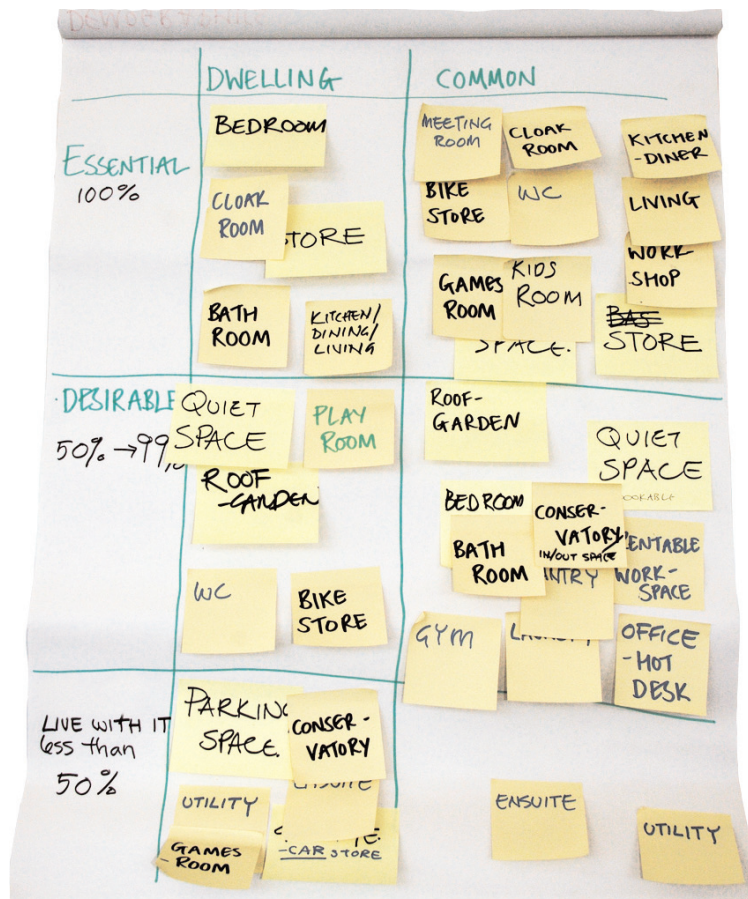 DWELLING
COMMON
ESSENTIAL
100%
BEDROOM
CLOAK
ROOM
STORE
BATH
ROOM
KITCHEN/
DINING/
LIVING
MEETING
ROOM
CLOAK
ROOM
KITCHEN
-DINER
BIKE
STORE
WC
LIVING
WORK
SHOP
GAMES
ROOM
KIDS
ROOM
SPACE.
STORE
DESIRABLE
50% →99%
QUIET
SPACE
PLAY
ROOM
ROOF
-GARDEN
WC
BIKE
STORE
ROOF-
GARDEN
QUIET
SPACE
BEDROOM
CONSER-
VATORY
IN/OUT SPACE
BATH
ROOM
WORK-
SPACE
GYM
OFFICE
-HOT
DESK
LIVE WITH IT
less than
50%
PARKING
SPACE.
CONSER-
VATORY
UTILITY
GAMES
-ROOM
-CAR STORE
ENSUITE
UTILITY